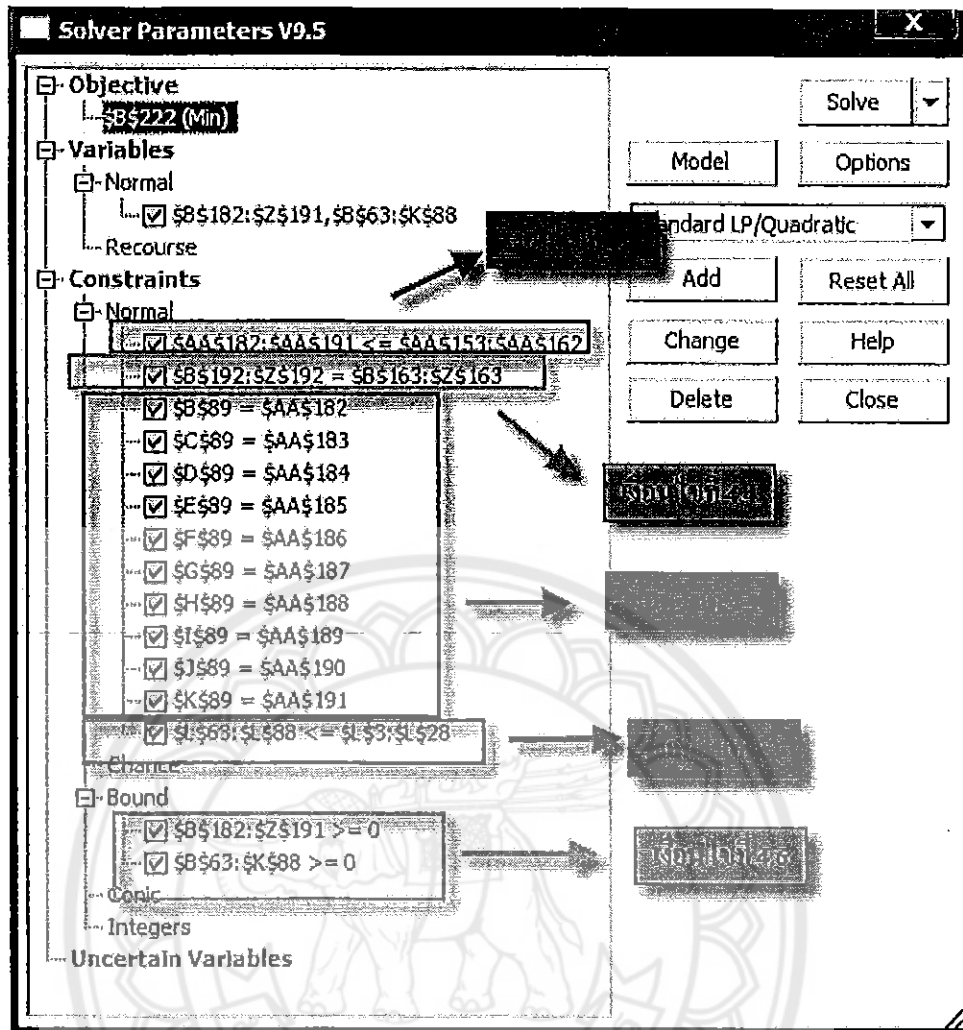 Solver Parameters V9.5
X
Objective
$B$222 (Min)
Variables
Normal
$B$182:$Z$191,$B$63:$K$88
Recourse
Constraints
Normal
$AA$182:$AA$191 <= $AA$153:$AA$162
$B$192:$Z$192 = $B$163:$Z$163
$B$89 = $AA$182
$C$89 = $AA$183
$D$89 = $AA$184
$E$89 = $AA$185
$F$89 = $AA$186
$G$89 = $AA$187
$H$89 = $AA$188
$I$89 = $AA$189
$J$89 = $AA$190
$K$89 = $AA$191
$L$63:$L$88 <= $L$3:$L$28
Chance
Bound
$B$182:$Z$191 >= 0
$B$63:$K$88 >= 0
Conic
Integers
Uncertain Variables
Solve
Model
Options
LP/Quadratic
Add
Reset All
Change
Help
Delete
Close